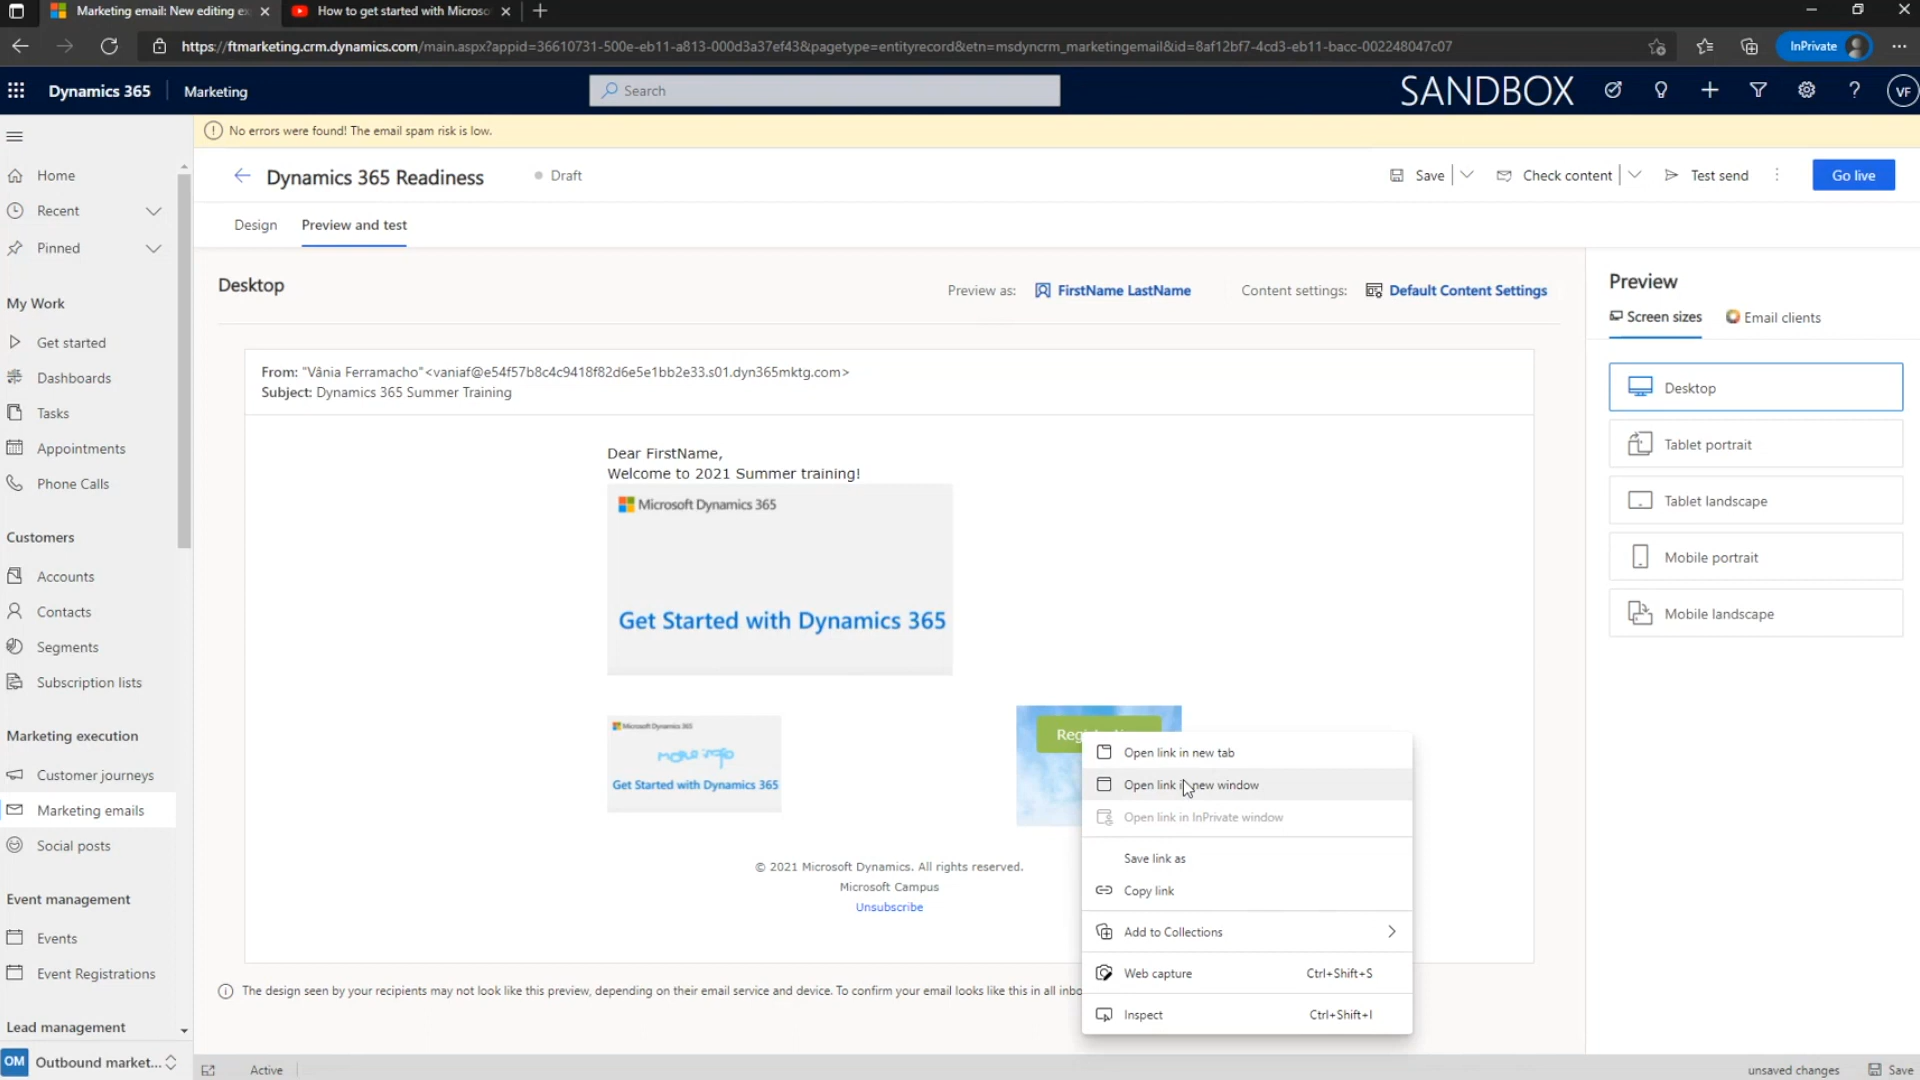 Marketing email: New editing ex
How to get started with Microso
https://ftmarketing.crm.dynamics.com/main.aspx?appid=36610731-500e-eb11-a813-000d3a37ef43&pagetype=entityrecord&etn=msdyncrm_marketingemail&id=8af12bf7-4cd3-eb11-bacc-002248047c07
InPrivate
Dynamics 365
Marketing
Search
SANDBOX
VF
No errors were found! The email spam risk is low.
Home
Recent
Pinned
My Work
Get started
Dashboards
Tasks
Appointments
Phone Calls
Customers
Accounts
Contacts
Segments
Subscription lists
Marketing execution
Customer journeys
Marketing emails
Social posts
Event management
Events
Event Registrations
Lead management
OM Outbound market...
Dynamics 365 Readiness
Draft
Save
Check content
Test send
Go live
Design
Preview and test
Desktop
Preview as: FirstName LastName
Content settings: Default Content Settings
From: "Vânia Ferramacho"<vaniaf@e54f57b8c4c9418f82d6e5e1bb2e33.s01.dyn365mktg.com>
Subject: Dynamics 365 Summer Training
Dear FirstName,
Welcome to 2021 Summer training!
Microsoft Dynamics 365
Get Started with Dynamics 365
Microsoft Dynamics 365
more info
Get Started with Dynamics 365
Reg
© 2021 Microsoft Dynamics. All rights reserved.
Microsoft Campus
Unsubscribe
The design seen by your recipients may not look like this preview, depending on their email service and device. To confirm your email looks like this in all inbo
Open link in new tab
Open link in new window
Open link in InPrivate window
Save link as
Copy link
Add to Collections
Web capture Ctrl+Shift+S
Inspect Ctrl+Shift+I
Preview
Screen sizes
Email clients
Desktop
Tablet portrait
Tablet landscape
Mobile portrait
Mobile landscape
Active
unsaved changes
Save